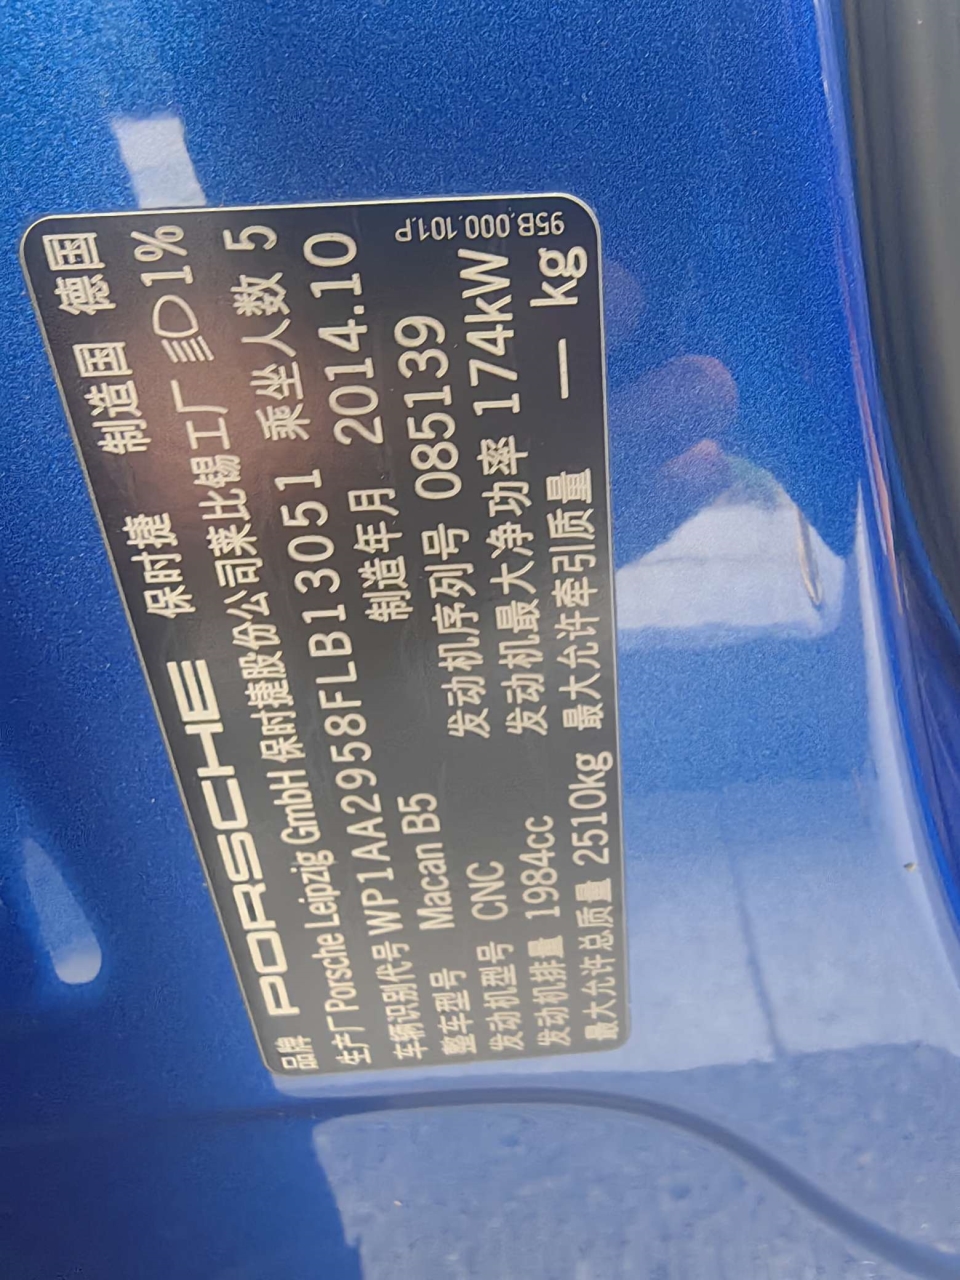 品牌 PORSCHE 保时捷 制造国 德国
生产厂 Porsche Leipzig GmbH 保时捷股份公司莱比锡工厂 1%
车辆识别代号 WP1AA2958FLB13051 乘坐人数 5
整车型号 Macan B5 制造年月 2014.10
发动机型号 CNC 发动机序列号 085139
发动机排量 1984cc 发动机最大净功率 174kW
最大允许总质量 2510kg 最大允许牵引质量 — kg
95B.000.101.P